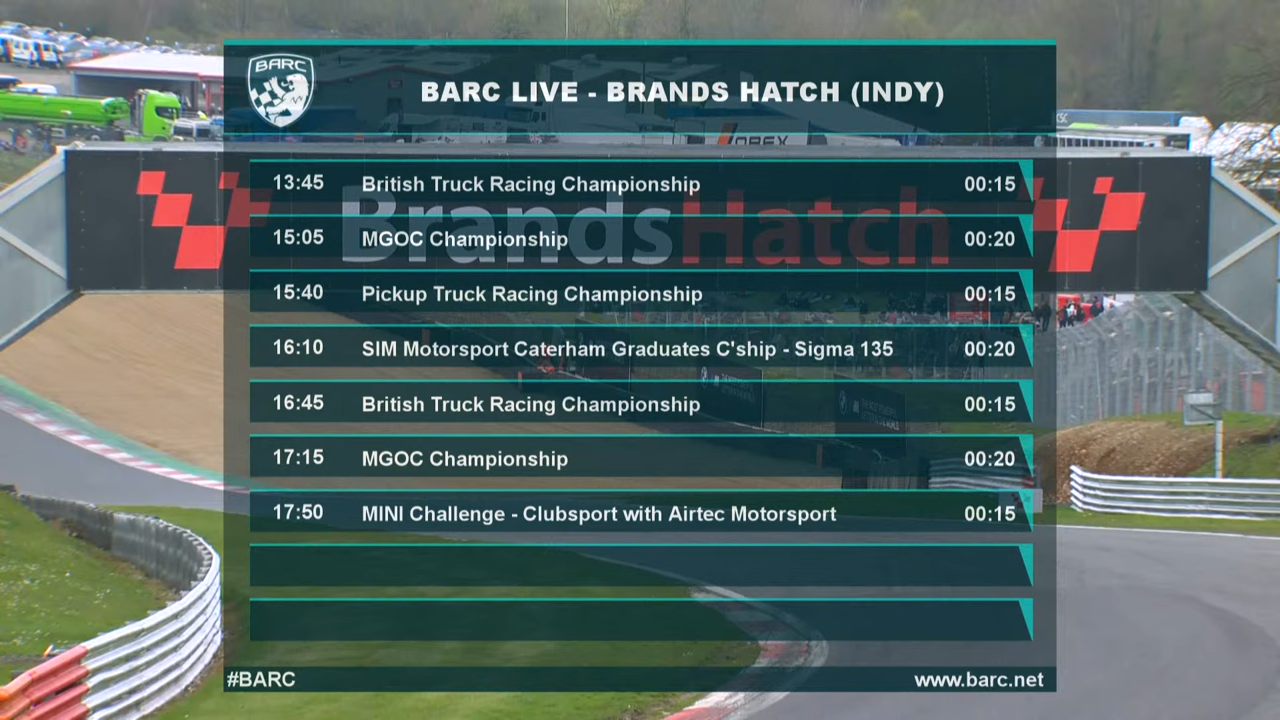 BARC
BARC LIVE - BRANDS HATCH (INDY)
13:45 British Truck Racing Championship 00:15
BrandsHatch
15:05 MGOC Championship 00:20
15:40 Pickup Truck Racing Championship 00:15
16:10 SIM Motorsport Caterham Graduates C'ship - Sigma 135 00:20
16:45 British Truck Racing Championship 00:15
17:15 MGOC Championship 00:20
17:50 MINI Challenge - Clubsport with Airtec Motorsport 00:15
#BARC www.barc.net